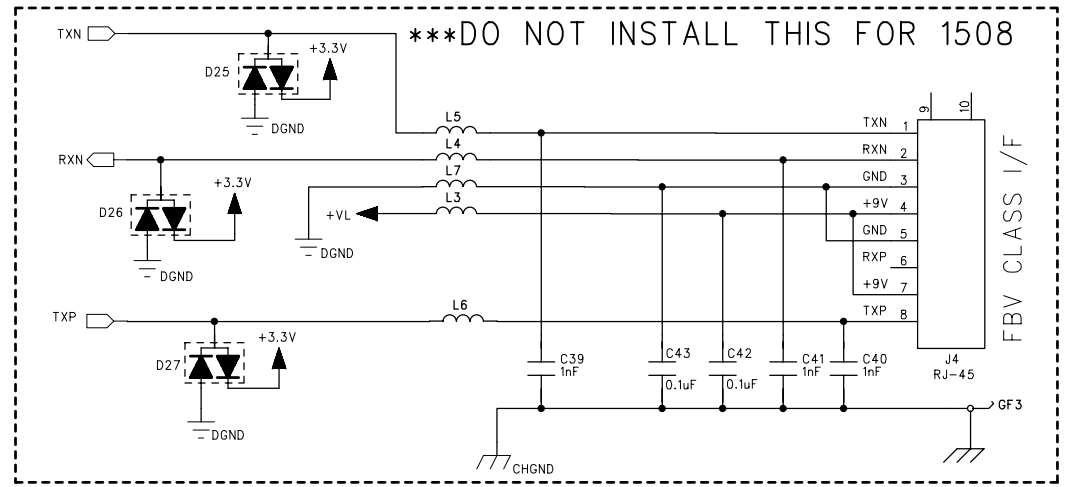 ***DO NOT INSTALL THIS FOR 1508
TXN
D25
+3.3V
DGND
RXN
D26
+3.3V
DGND
TXP
D27
+3.3V
DGND
L5
L4
L7
L3
+VL
DGND
L6
9
10
TXN 1
RXN 2
GND 3
+9V 4
GND 5
RXP 6
+9V 7
TXP 8
FBV CLASS I/F
J4
RJ-45
C39
1nF
C43
0.1uF
C42
0.1uF
C41
1nF
C40
1nF
GF3
CHGND